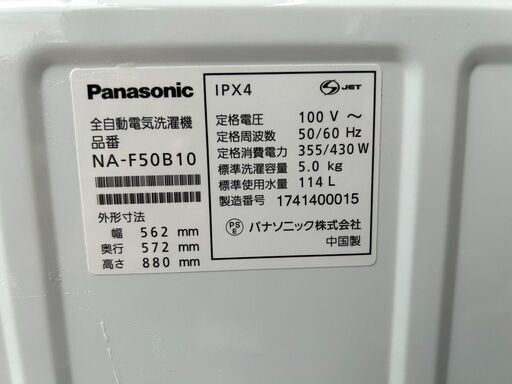 Panasonic
全自動電気洗濯機
品番
NA-F50B10
外形寸法
幅 562 mm
奥行 572 mm
高さ 880 mm
IPX4
S JET
定格電圧 100 V ～
定格周波数 50/60 Hz
定格消費電力 355/430 W
標準洗濯容量 5.0 kg
標準使用水量 114 L
製造番号 1741400015
PSE パナソニック株式会社
中国製